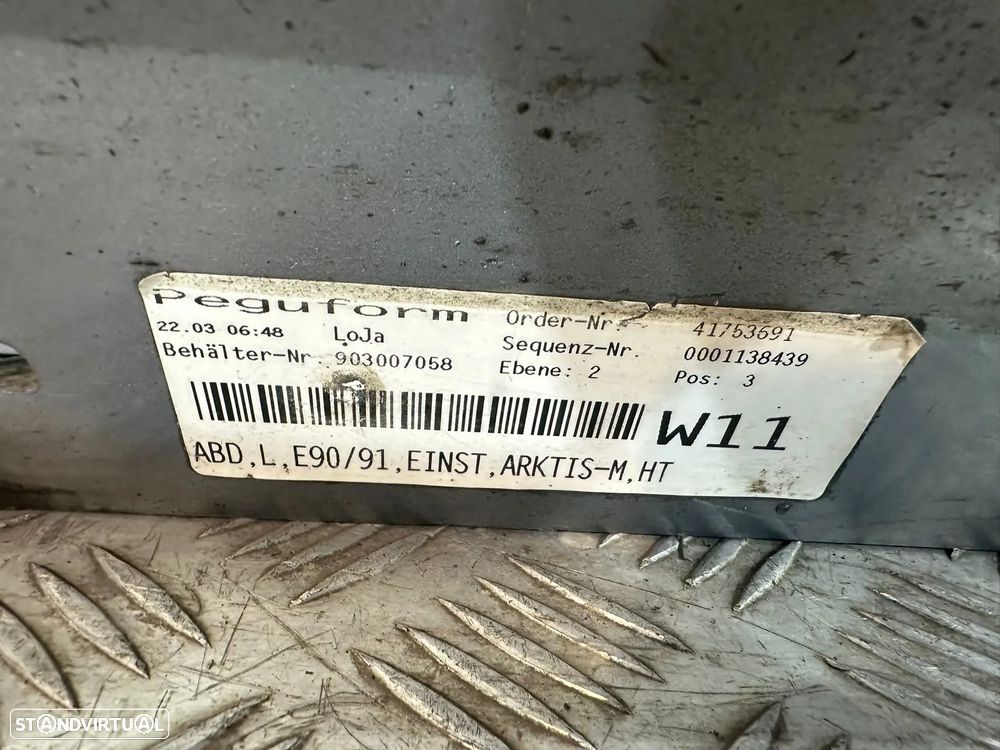 Peguform
22.03 06:48 LoJa
Behälter-Nr. 903007058
Order-Nr. 41753691
Sequenz-Nr. 0001138439
Ebene: 2 Pos: 3
W11
ABD,L,E90/91,EINST,ARKTIS-M,HT
STANDVIRTUAL